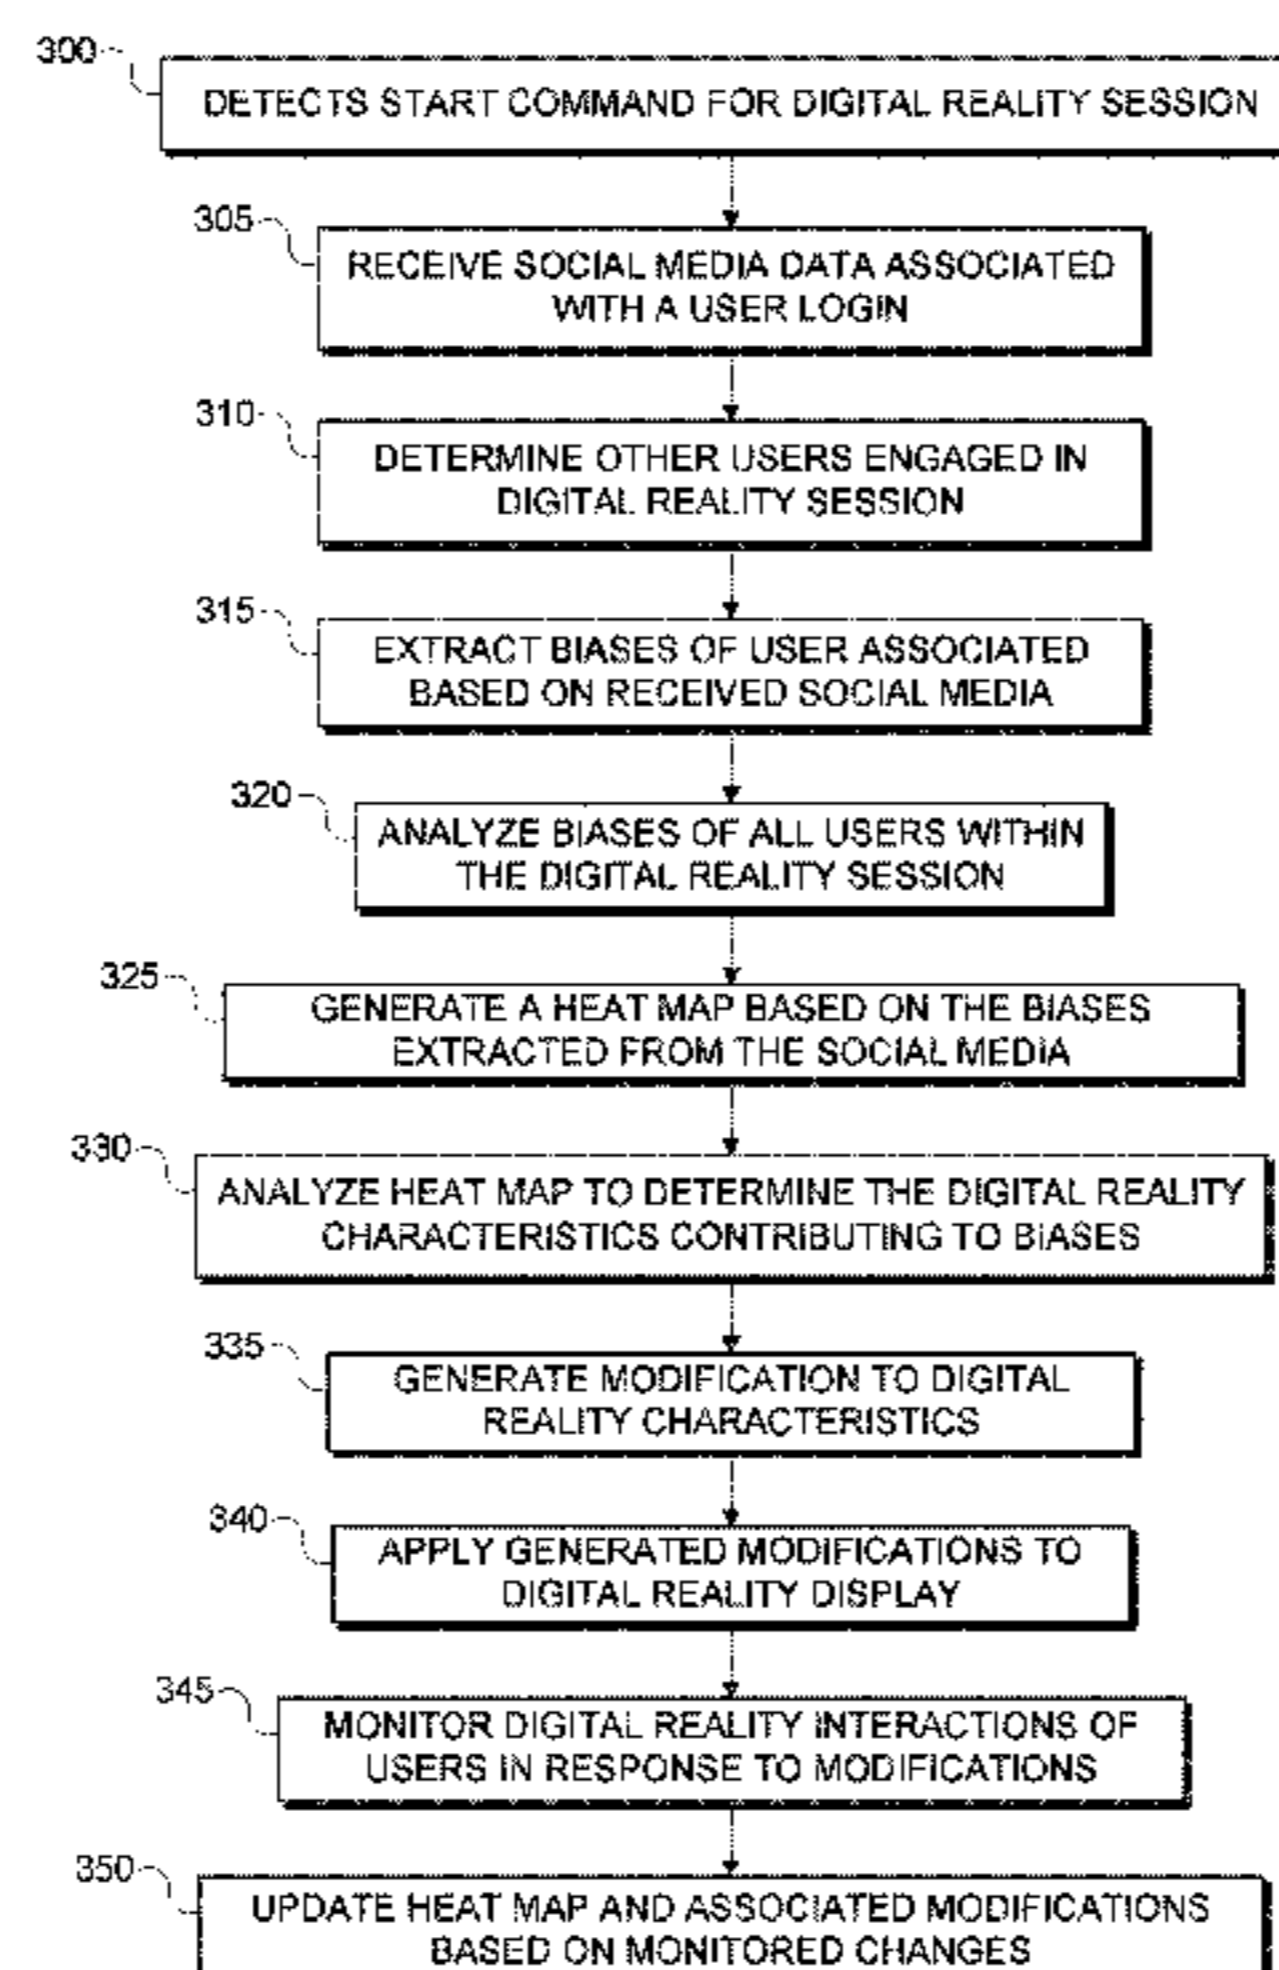 300
DETECTS START COMMAND FOR DIGITAL REALITY SESSION
305
RECEIVE SOCIAL MEDIA DATA ASSOCIATED
WITH A USER LOGIN
310
DETERMINE OTHER USERS ENGAGED IN
DIGITAL REALITY SESSION
315
EXTRACT BIASES OF USER ASSOCIATED
BASED ON RECEIVED SOCIAL MEDIA
320
ANALYZE BIASES OF ALL USERS WITHIN
THE DIGITAL REALITY SESSION
325
GENERATE A HEAT MAP BASED ON THE BIASES
EXTRACTED FROM THE SOCIAL MEDIA
330
ANALYZE HEAT MAP TO DETERMINE THE DIGITAL REALITY
CHARACTERISTICS CONTRIBUTING TO BIASES
335
GENERATE MODIFICATION TO DIGITAL
REALITY CHARACTERISTICS
340
APPLY GENERATED MODIFICATIONS TO
DIGITAL REALITY DISPLAY
345
MONITOR DIGITAL REALITY INTERACTIONS OF
USERS IN RESPONSE TO MODIFICATIONS
350
UPDATE HEAT MAP AND ASSOCIATED MODIFICATIONS
BASED ON MONITORED CHANGES